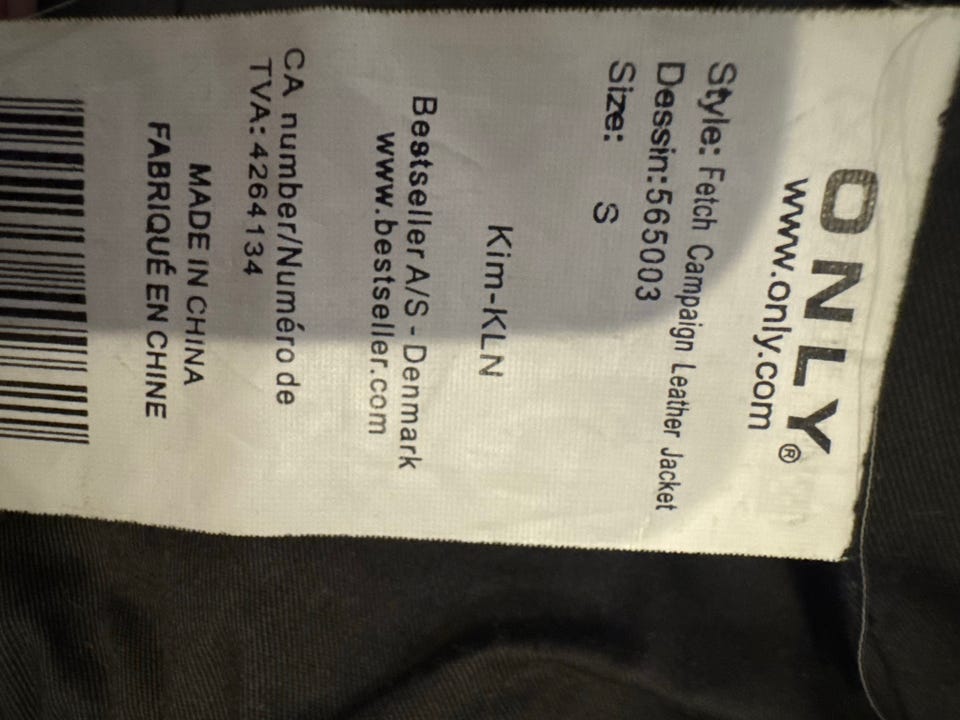 ONLY®
www.only.com
Style: Fetch Campaign Leather Jacket
Dessin:565003
Size: S
Kim-KLN
Bestseller A/S - Denmark
www.bestseller.com
CA number/Numéro de
TVA: 4264134
MADE IN CHINA
FABRIQUÉ EN CHINE